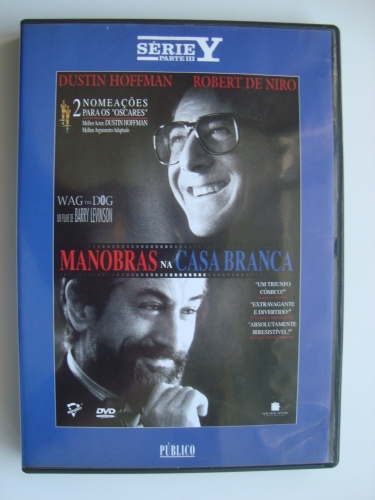 SÉRIE Y
PARTE III
DUSTIN HOFFMAN ROBERT DE NIRO
2 NOMEAÇÕES
PARA OS "OSCARES"
Melhor Actor, DUSTIN HOFFMAN
Melhor Argumento Adaptado
WAG THE DOG
UM FILME DE BARRY LEVINSON
MANOBRAS NA CASA BRANCA
"UM TRIUNFO
CÓMICO!"
"EXTRAVAGANTE
E DIVERTIDO!"
"ABSOLUTAMENTE
IRRESISTÍVEL!"
DVD
PÚBLICO